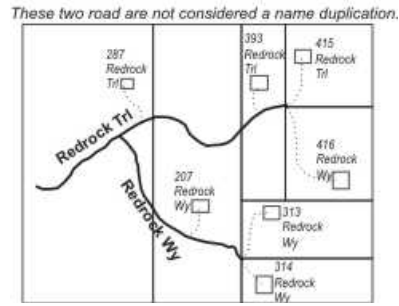 These two road are not considered a name duplication.
287
Redrock
Trl
393
Redrock
Trl
415
Redrock
Trl
Redrock Trl
416
Redrock
Wy
207
Redrock
Wy
Redrock Wy
313
Redrock
Wy
314
Redrock
Wy